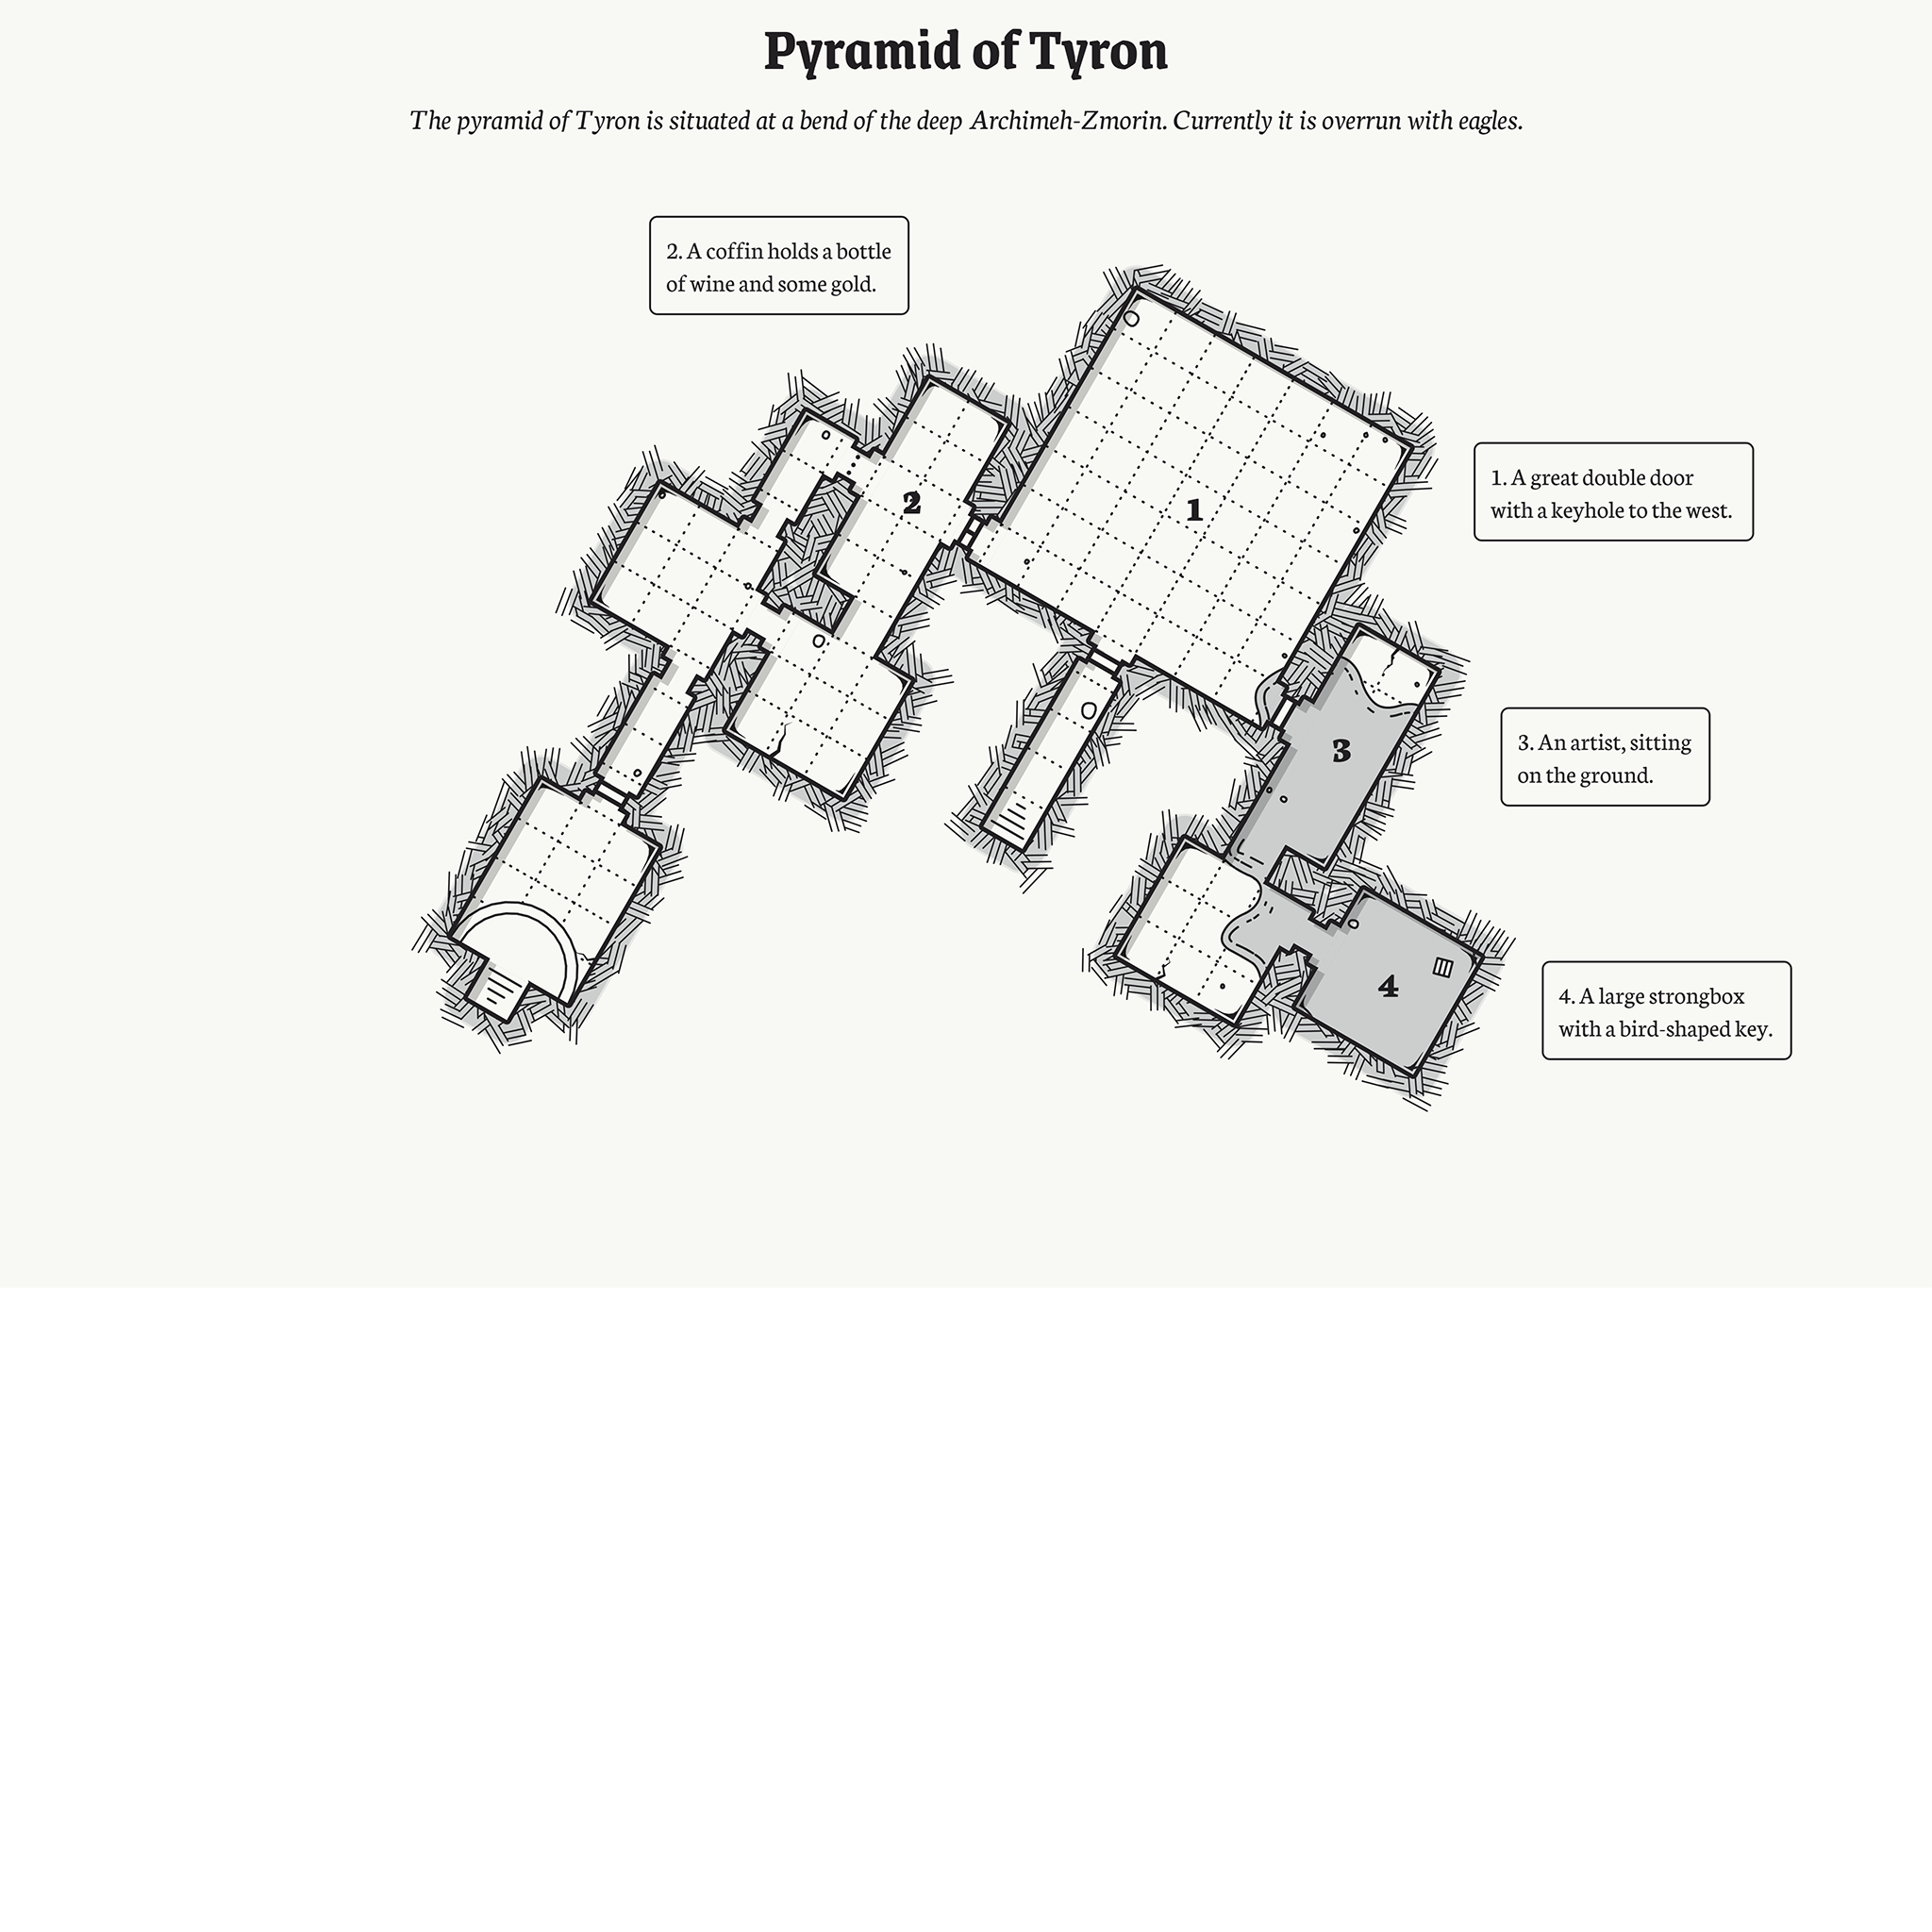 Pyramid of Tyron
The pyramid of Tyron is situated at a bend of the deep Archimeh-Zmorin. Currently it is overrun with eagles.
2. A coffin holds a bottle
of wine and some gold.
1. A great double door
with a keyhole to the west.
3. An artist, sitting
on the ground.
4. A large strongbox
with a bird-shaped key.
2
1
3
4